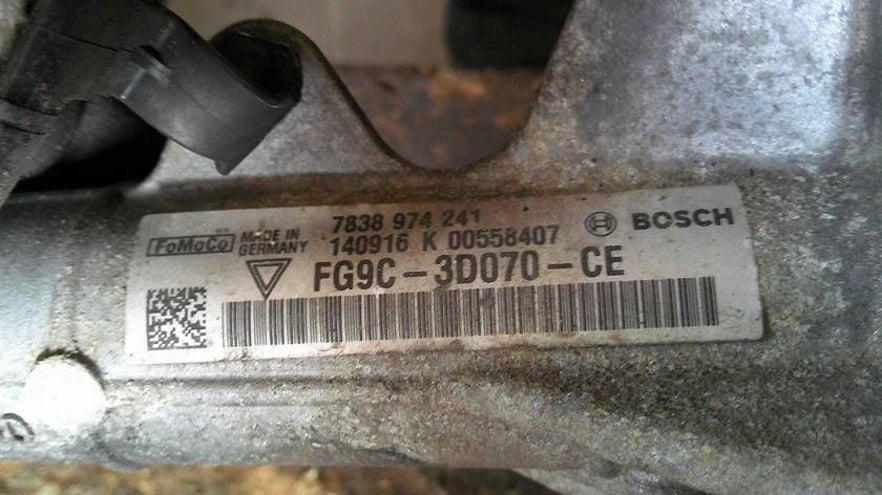 FoMoCo
MADE IN
GERMANY
7838 974 241
140916 K 00558407
BOSCH
FG9C - 3D070 - CE